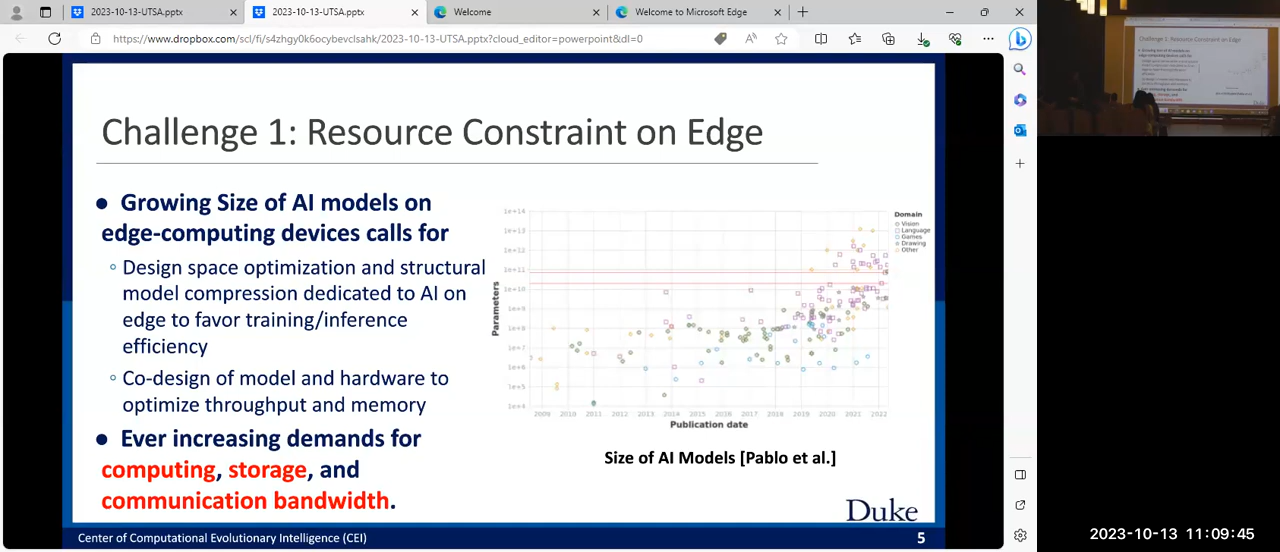 2023-10-13-UTSA.pptx
2023-10-13-UTSA.pptx
Welcome
Welcome to Microsoft Edge
https://www.dropbox.com/scl/fi/s4zhgy0k6ocybevclsahk/2023-10-13-UTSA.pptx?cloud_editor=powerpoint&dl=0
Challenge 1: Resource Constraint on Edge
● Growing Size of AI models on
edge-computing devices calls for
○ Design space optimization and structural
model compression dedicated to AI on
edge to favor training/inference
efficiency
○ Co-design of model and hardware to
optimize throughput and memory
● Ever increasing demands for
computing, storage, and
communication bandwidth.
Parameters
1e+14
1e+13
1e+12
1e+11
1e+10
1e+9
1e+8
1e+7
1e+6
1e+5
1e+4
2009 2010 2011 2012 2013 2014 2015 2016 2017 2018 2019 2020 2021 2022
Publication date
Domain
Vision
Language
Games
Drawing
Other
Size of AI Models [Pablo et al.]
Duke
Center of Computational Evolutionary Intelligence (CEI)
5
Challenge 1: Resource Constraint on Edge
Duke
2023-10-13 11:09:45